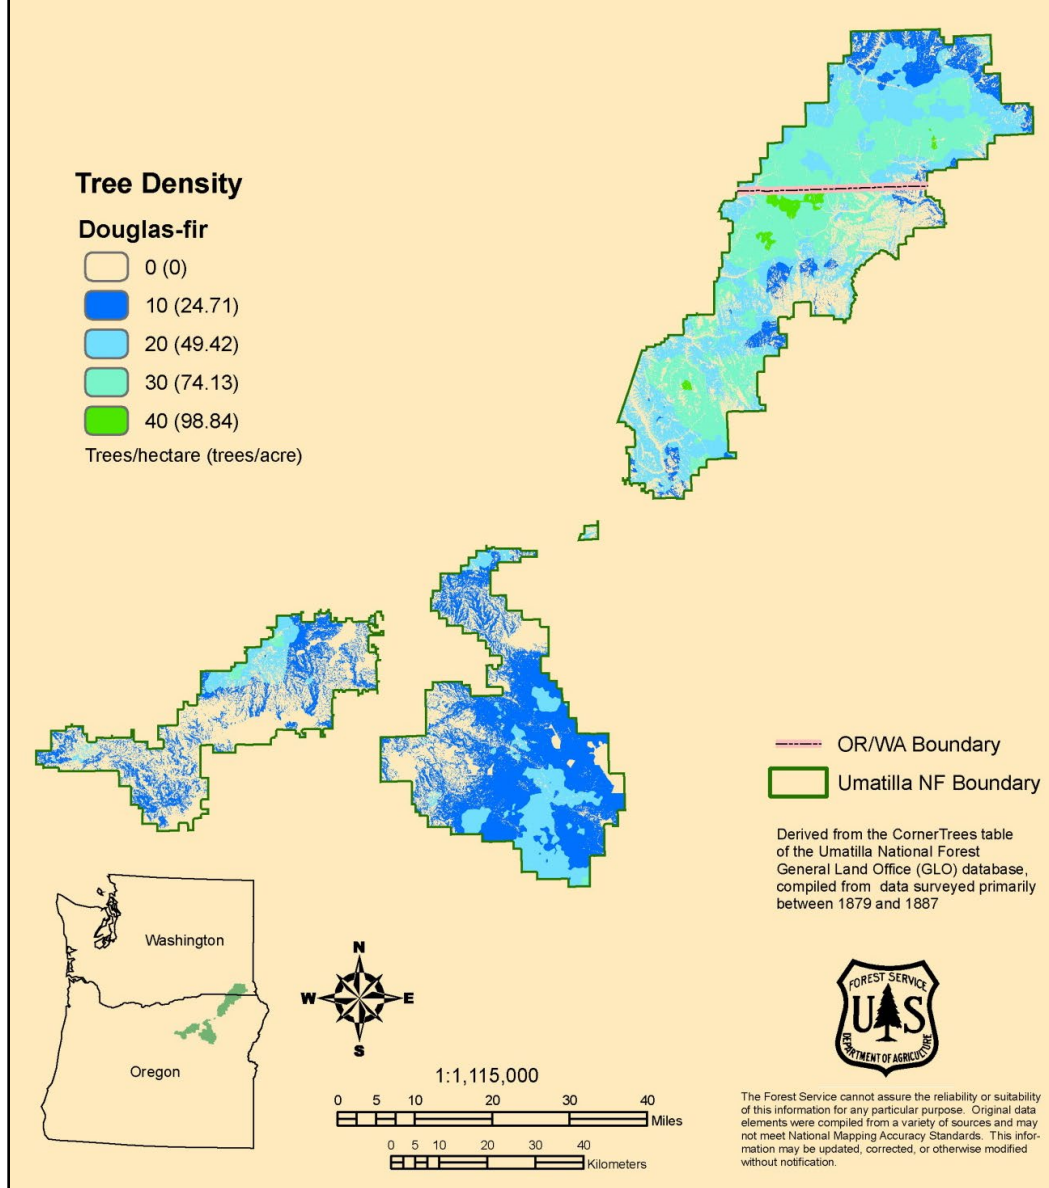 Tree Density
Douglas-fir
0 (0)
10 (24.71)
20 (49.42)
30 (74.13)
40 (98.84)
Trees/hectare (trees/acre)
OR/WA Boundary
Umatilla NF Boundary
Derived from the CornerTrees table
of the Umatilla National Forest
General Land Office (GLO) database,
compiled from data surveyed primarily
between 1879 and 1887
Washington
Oregon
N
W E
S
1:1,115,000
0 5 10 20 30 40
Miles
0 5 10 20 30 40
Kilometers
FOREST SERVICE
U S
DEPARTMENT OF AGRICULTURE
The Forest Service cannot assure the reliability or suitability
of this information for any particular purpose. Original data
elements were compiled from a variety of sources and may
not meet National Mapping Accuracy Standards. This infor-
mation may be updated, corrected, or otherwise modified
without notification.